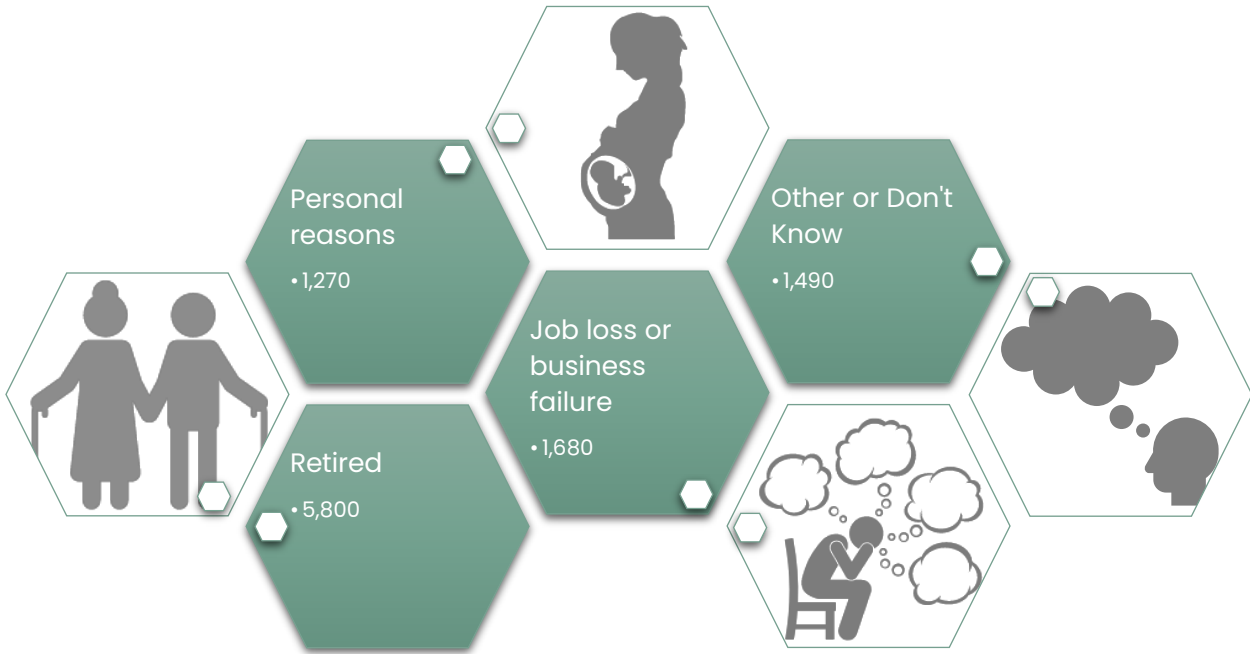 Personal
reasons
• 1,270
Other or Don't
Know
• 1,490
Job loss or
business
failure
• 1,680
Retired
• 5,800